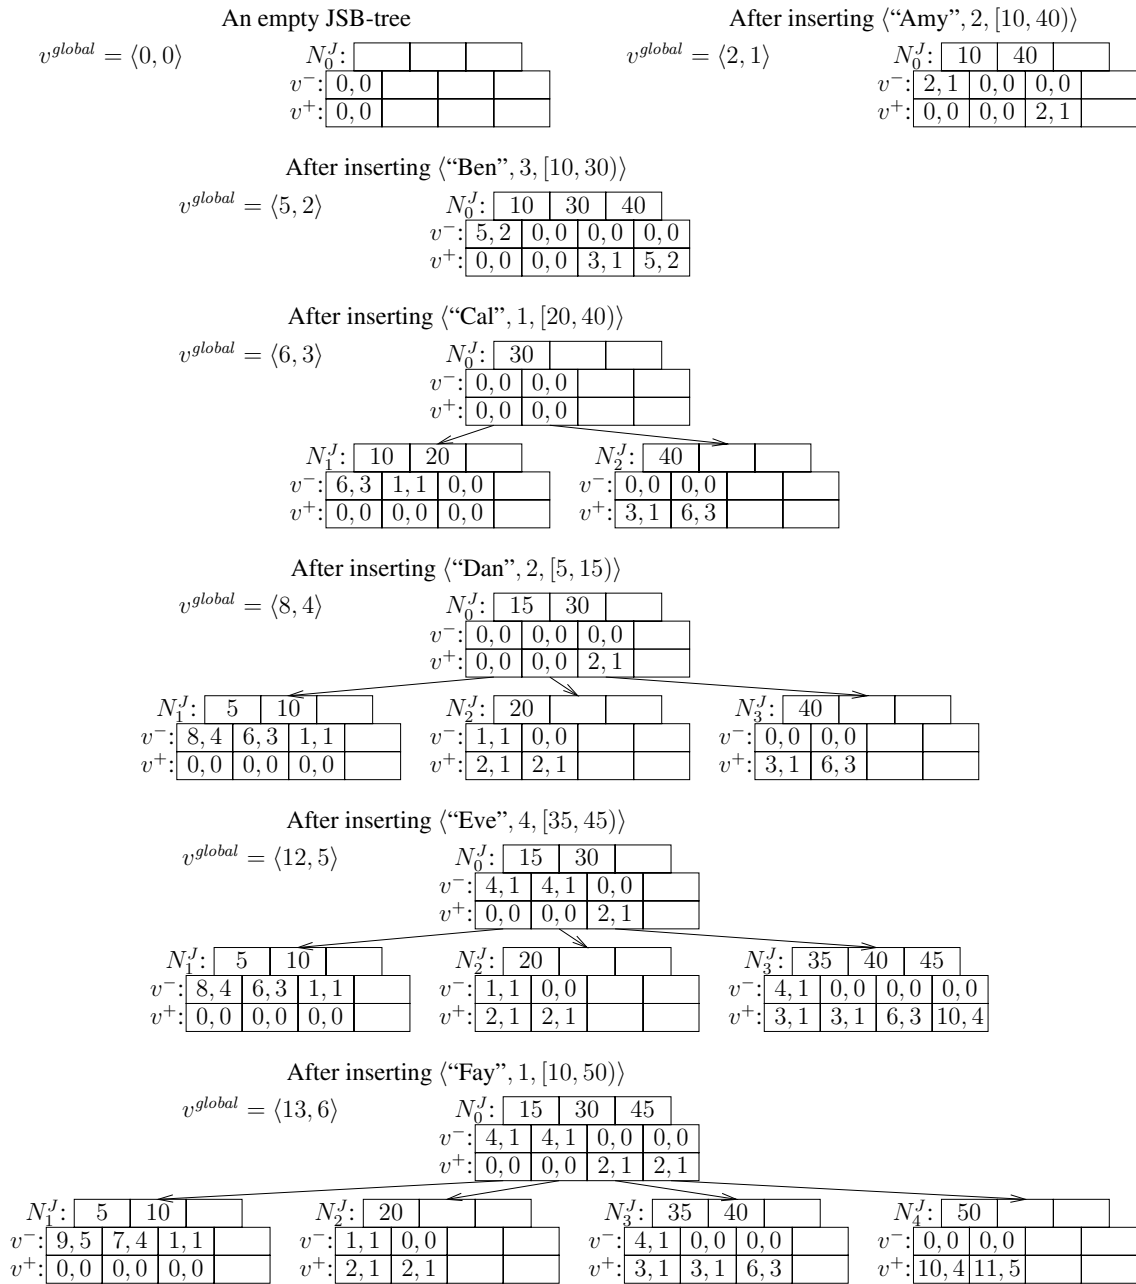 An empty JSB-tree
v^global = ⟨0, 0⟩
N_0^J:
v⁻: 0, 0
v⁺: 0, 0
After inserting ⟨“Amy”, 2, [10, 40)⟩
v^global = ⟨2, 1⟩
N_0^J: 10 40
v⁻: 2, 1 0, 0 0, 0
v⁺: 0, 0 0, 0 2, 1
After inserting ⟨“Ben”, 3, [10, 30)⟩
v^global = ⟨5, 2⟩
N_0^J: 10 30 40
v⁻: 5, 2 0, 0 0, 0 0, 0
v⁺: 0, 0 0, 0 3, 1 5, 2
After inserting ⟨“Cal”, 1, [20, 40)⟩
v^global = ⟨6, 3⟩
N_0^J: 30
v⁻: 0, 0 0, 0
v⁺: 0, 0 0, 0
N_1^J: 10 20
v⁻: 6, 3 1, 1 0, 0
v⁺: 0, 0 0, 0 0, 0
N_2^J: 40
v⁻: 0, 0 0, 0
v⁺: 3, 1 6, 3
After inserting ⟨“Dan”, 2, [5, 15)⟩
v^global = ⟨8, 4⟩
N_0^J: 15 30
v⁻: 0, 0 0, 0 0, 0
v⁺: 0, 0 0, 0 2, 1
N_1^J: 5 10
v⁻: 8, 4 6, 3 1, 1
v⁺: 0, 0 0, 0 0, 0
N_2^J: 20
v⁻: 1, 1 0, 0
v⁺: 2, 1 2, 1
N_3^J: 40
v⁻: 0, 0 0, 0
v⁺: 3, 1 6, 3
After inserting ⟨“Eve”, 4, [35, 45)⟩
v^global = ⟨12, 5⟩
N_0^J: 15 30
v⁻: 4, 1 4, 1 0, 0
v⁺: 0, 0 0, 0 2, 1
N_1^J: 5 10
v⁻: 8, 4 6, 3 1, 1
v⁺: 0, 0 0, 0 0, 0
N_2^J: 20
v⁻: 1, 1 0, 0
v⁺: 2, 1 2, 1
N_3^J: 35 40 45
v⁻: 4, 1 0, 0 0, 0 0, 0
v⁺: 3, 1 3, 1 6, 3 10, 4
After inserting ⟨“Fay”, 1, [10, 50)⟩
v^global = ⟨13, 6⟩
N_0^J: 15 30 45
v⁻: 4, 1 4, 1 0, 0 0, 0
v⁺: 0, 0 0, 0 2, 1 2, 1
N_1^J: 5 10
v⁻: 9, 5 7, 4 1, 1
v⁺: 0, 0 0, 0 0, 0
N_2^J: 20
v⁻: 1, 1 0, 0
v⁺: 2, 1 2, 1
N_3^J: 35 40
v⁻: 4, 1 0, 0 0, 0
v⁺: 3, 1 3, 1 6, 3
N_4^J: 50
v⁻: 0, 0 0, 0
v⁺: 10, 4 11, 5